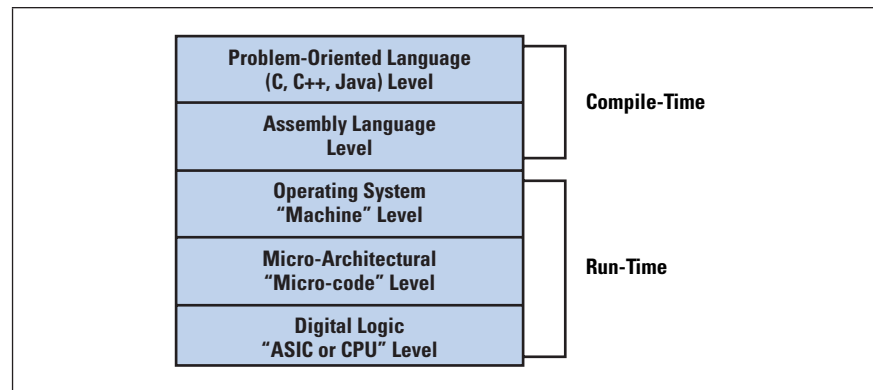 Problem-Oriented Language
(C, C++, Java) Level
Compile-Time
Assembly Language
Level
Operating System
“Machine” Level
Micro-Architectural
“Micro-code” Level
Run-Time
Digital Logic
“ASIC or CPU” Level